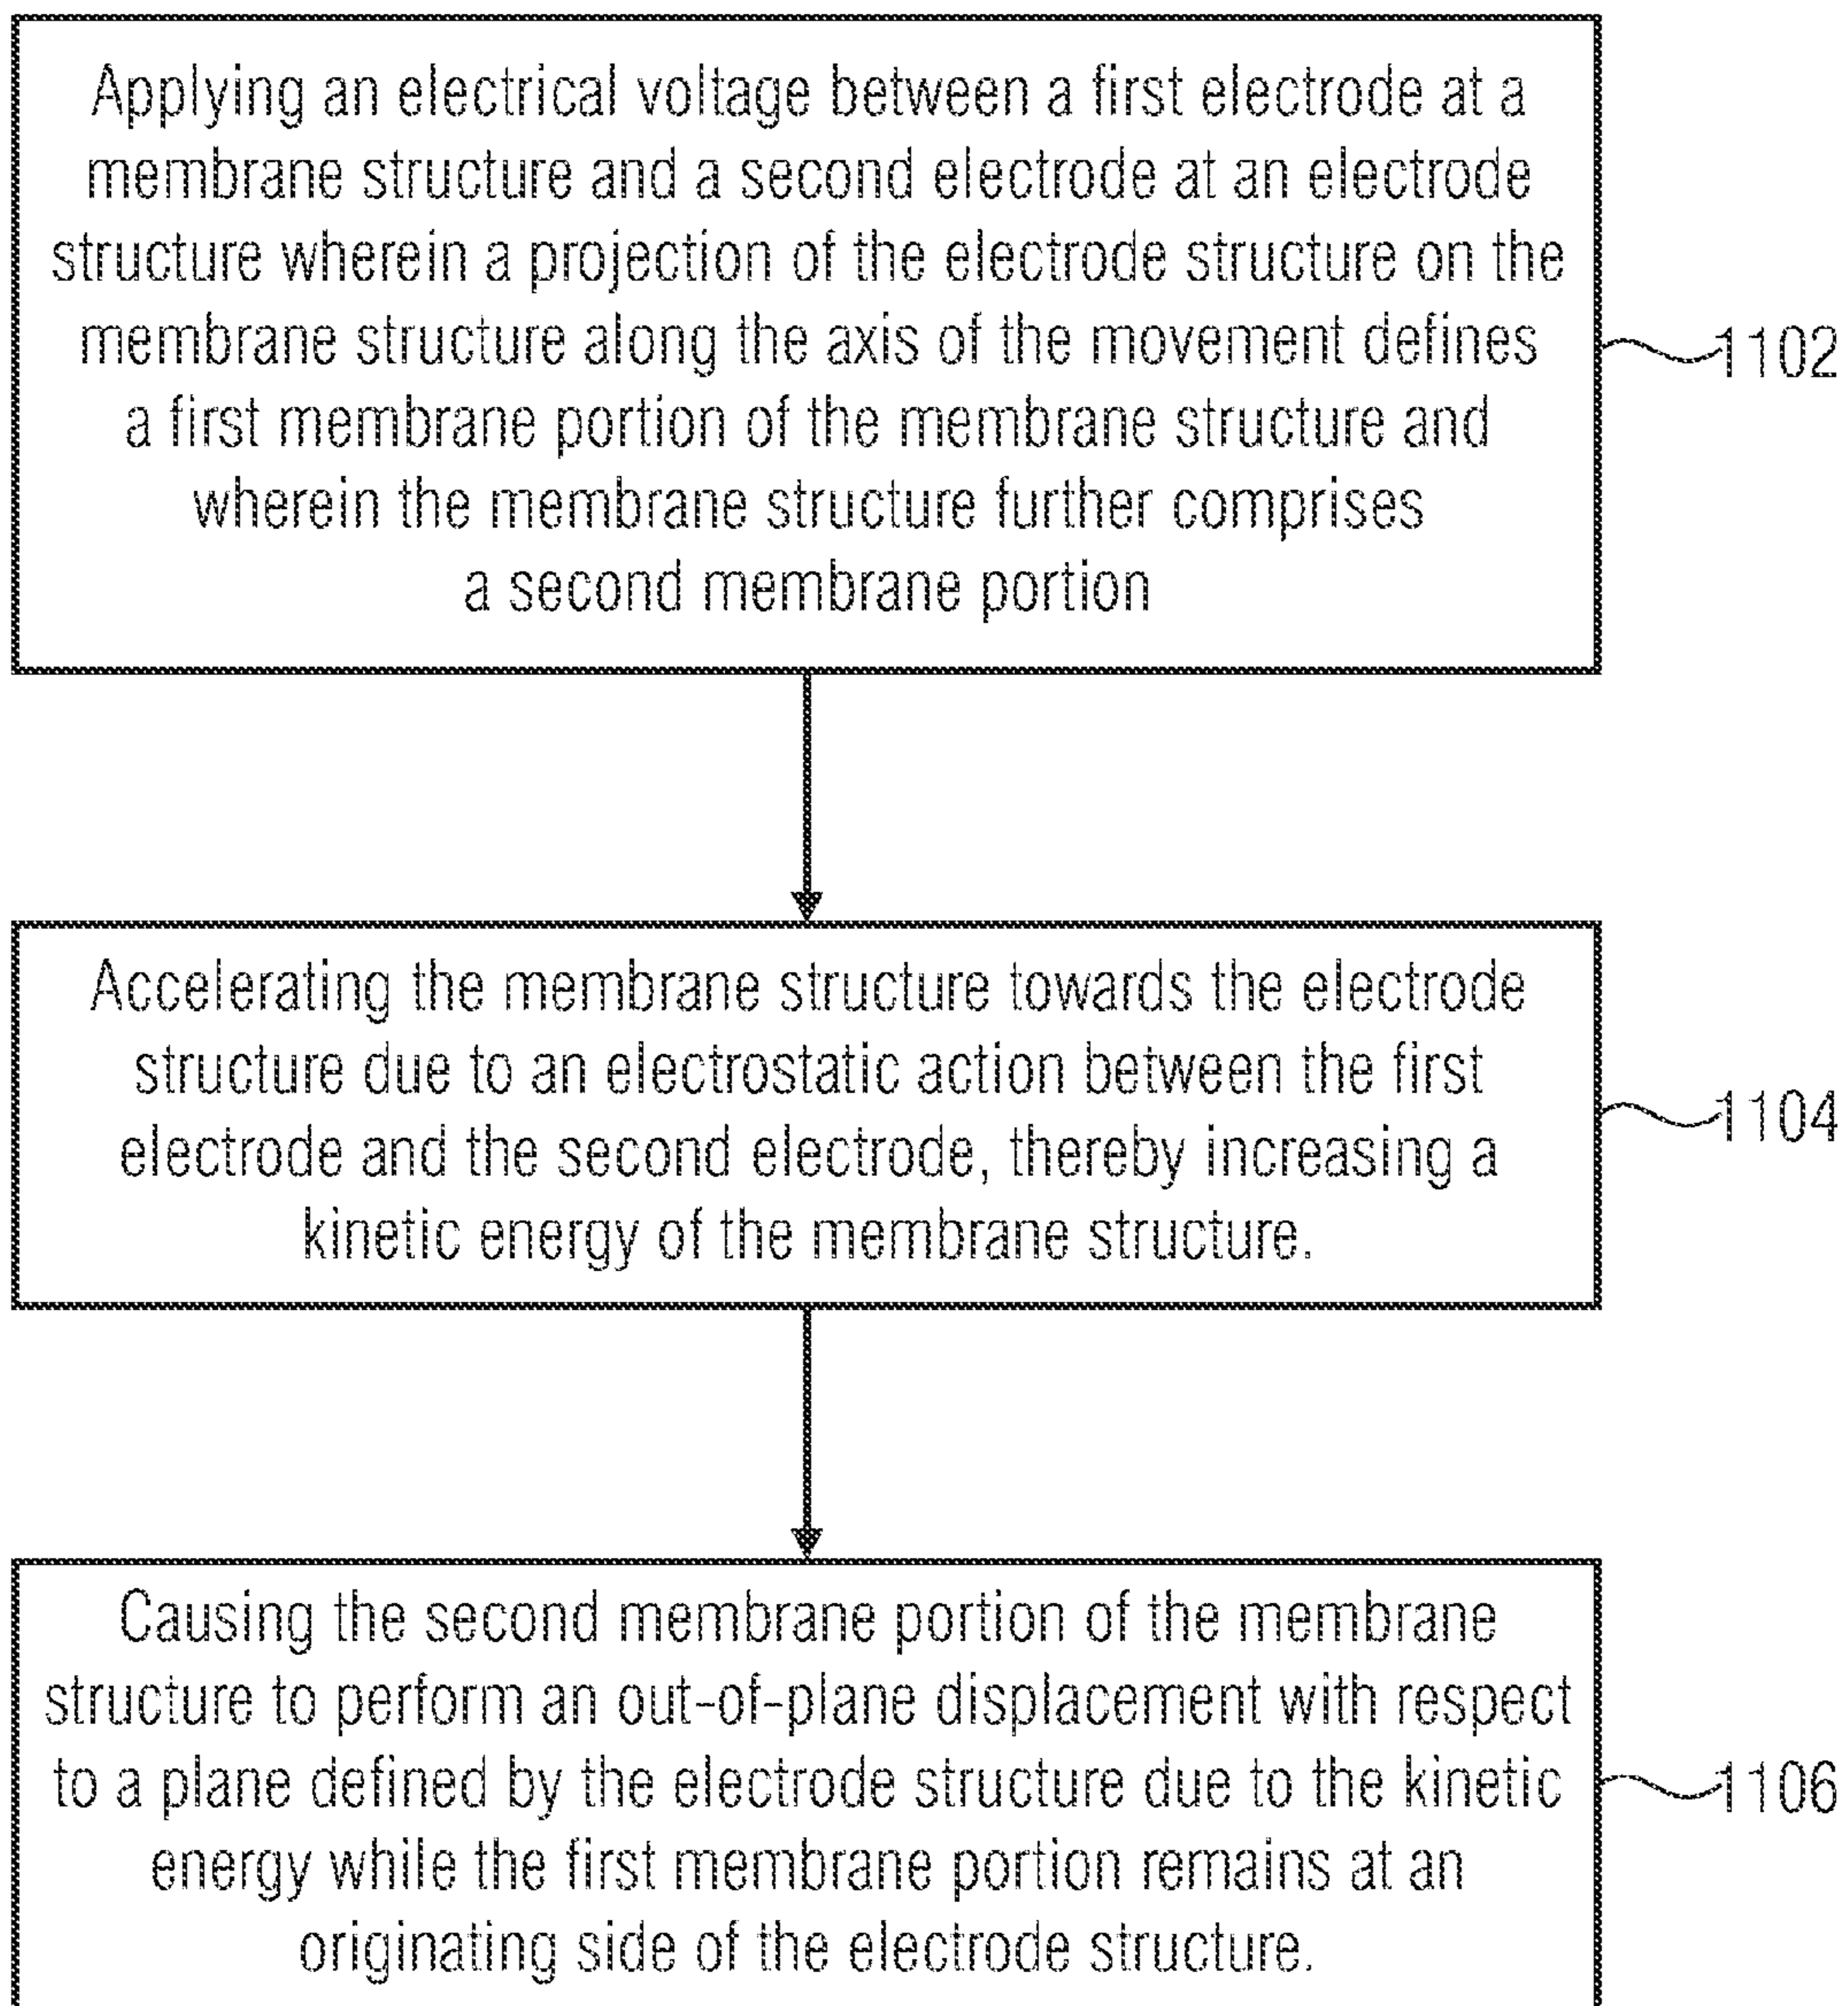 Applying an electrical voltage between a first electrode at a
membrane structure and a second electrode at an electrode
structure wherein a projection of the electrode structure on the
membrane structure along the axis of the movement defines
a first membrane portion of the membrane structure and
wherein the membrane structure further comprises
a second membrane portion
1102
Accelerating the membrane structure towards the electrode
structure due to an electrostatic action between the first
electrode and the second electrode, thereby increasing a
kinetic energy of the membrane structure.
1104
Causing the second membrane portion of the membrane
structure to perform an out-of-plane displacement with respect
to a plane defined by the electrode structure due to the kinetic
energy while the first membrane portion remains at an
originating side of the electrode structure.
1106